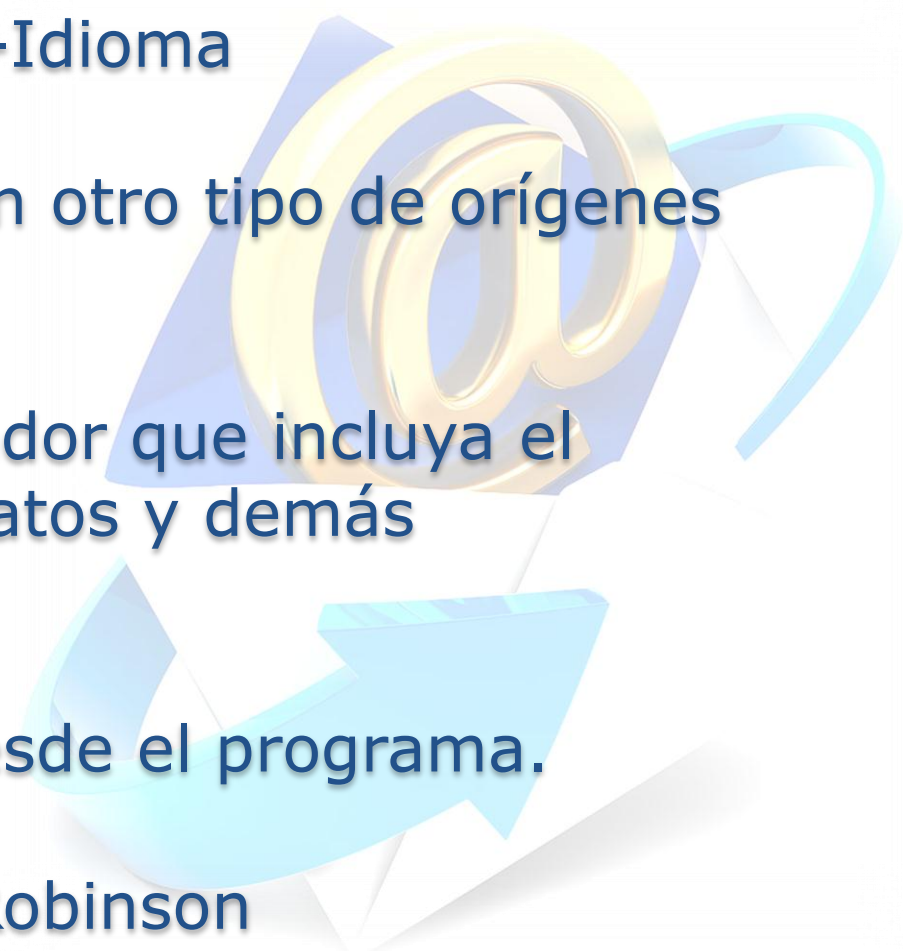 -Idioma
n otro tipo de orígenes
dor que incluya el
atos y demás
sde el programa.
obinson